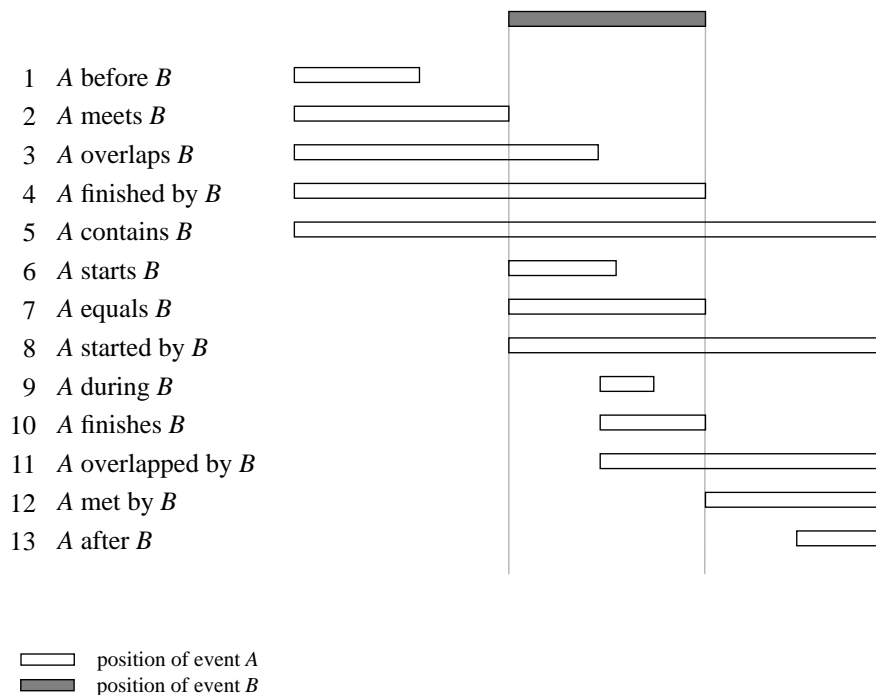 1 A before B
2 A meets B
3 A overlaps B
4 A finished by B
5 A contains B
6 A starts B
7 A equals B
8 A started by B
9 A during B
10 A finishes B
11 A overlapped by B
12 A met by B
13 A after B
position of event A
position of event B